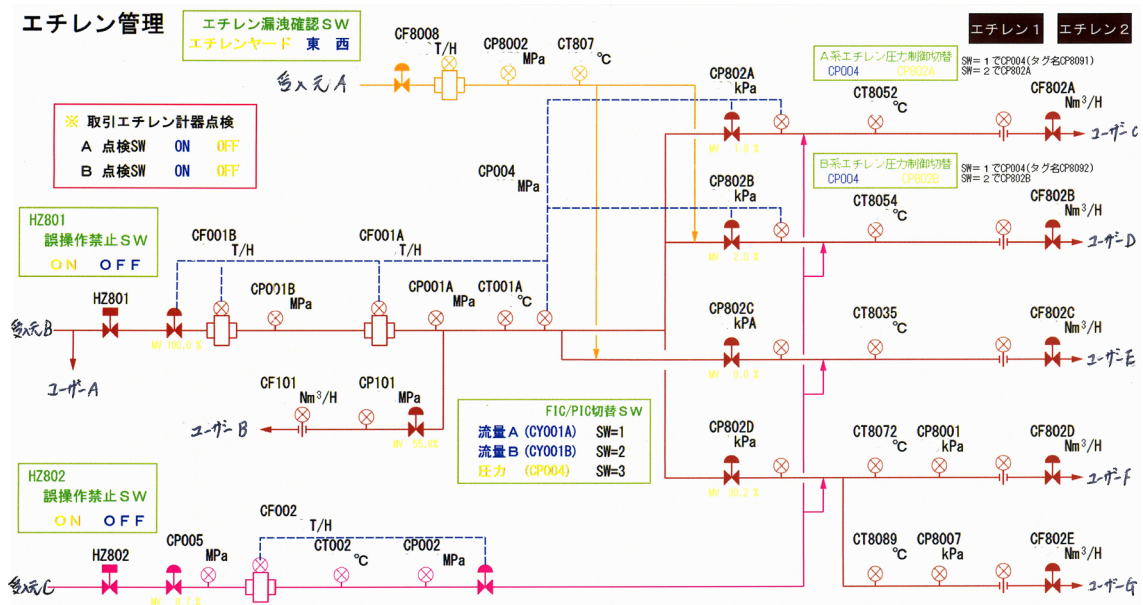 エチレン管理
エチレン漏洩確認SW
エチレンヤード 東 西
エチレン1 エチレン2
CF8008
T/H
CP8002
MPa
CT807
℃
受入元A
※ 取引エチレン計器点検
A 点検SW ON OFF
B 点検SW ON OFF
A系エチレン圧力制御切替
CP004 CP802A
SW=1でCP004(タグ名CP8091)
SW=2でCP802A
CP802A
kPa
MV 1.8 %
CT8052
℃
CF802A
Nm³/H
ユーザーC
B系エチレン圧力制御切替
CP004 CP802B
SW=1でCP004(タグ名CP8092)
SW=2でCP802B
CP004
MPa
CP802B
kPa
MV 2.0 %
CT8054
℃
CF802B
Nm³/H
ユーザーD
HZ801
誤操作禁止SW
ON OFF
CF001B
T/H
CF001A
T/H
HZ801
CP001B
MPa
CP001A
MPa
CT001A
℃
受入元B
MV 100.0 %
ユーザーA
CP802C
kPA
MV 0.0 %
CT8035
℃
CF802C
Nm³/H
ユーザーE
CF101
Nm³/H
CP101
MPa
ユーザーB
FIC/PIC切替SW
流量A (CY001A) SW=1
流量B (CY001B) SW=2
圧力 (CP004) SW=3
CP802D
kPa
CT8072
℃
CP8001
kPa
CF802D
Nm³/H
ユーザーF
HZ802
誤操作禁止SW
ON OFF
CF002
T/H
HZ802
CP005
MPa
CT002
℃
CP002
MPa
受入元C
CT8089
℃
CP8007
kPa
CF802E
Nm³/H
ユーザーG